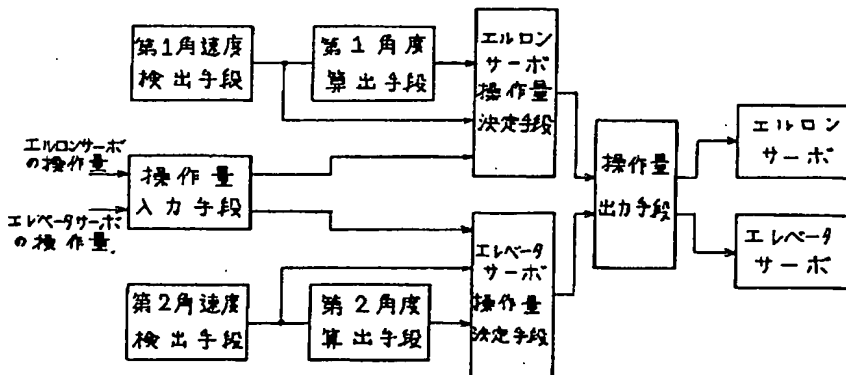 第1角速度
検出手段
第1角度
算出手段
エルロン
サーボ
操作量
決定手段
エルロンサーボ
の操作量
エレベータサーボ
の操作量.
操作量
入力手段
第2角速度
検出手段
第2角度
算出手段
エレベータ
サーボ
操作量
決定手段
操作量
出力手段
エルロン
サーボ
エレベータ
サーボ